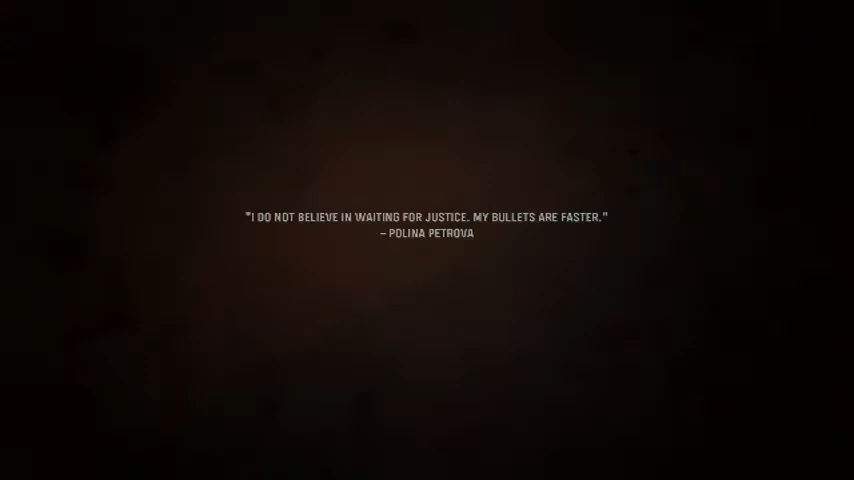 "I DO NOT BELIEVE IN WAITING FOR JUSTICE. MY BULLETS ARE FASTER."
– POLINA PETROVA